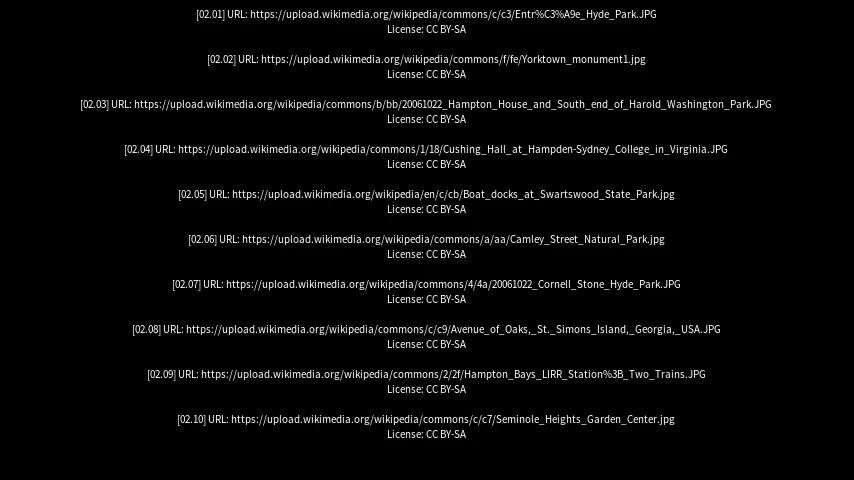 [02.01] URL: https://upload.wikimedia.org/wikipedia/commons/c/c3/Entr%C3%A9e_Hyde_Park.JPG
License: CC BY-SA
[02.02] URL: https://upload.wikimedia.org/wikipedia/commons/f/fe/Yorktown_monument1.jpg
License: CC BY-SA
[02.03] URL: https://upload.wikimedia.org/wikipedia/commons/b/bb/20061022_Hampton_House_and_South_end_of_Harold_Washington_Park.JPG
License: CC BY-SA
[02.04] URL: https://upload.wikimedia.org/wikipedia/commons/1/18/Cushing_Hall_at_Hampden-Sydney_College_in_Virginia.JPG
License: CC BY-SA
[02.05] URL: https://upload.wikimedia.org/wikipedia/en/c/cb/Boat_docks_at_Swartswood_State_Park.jpg
License: CC BY-SA
[02.06] URL: https://upload.wikimedia.org/wikipedia/commons/a/aa/Camley_Street_Natural_Park.jpg
License: CC BY-SA
[02.07] URL: https://upload.wikimedia.org/wikipedia/commons/4/4a/20061022_Cornell_Stone_Hyde_Park.JPG
License: CC BY-SA
[02.08] URL: https://upload.wikimedia.org/wikipedia/commons/c/c9/Avenue_of_Oaks,_St._Simons_Island,_Georgia,_USA.JPG
License: CC BY-SA
[02.09] URL: https://upload.wikimedia.org/wikipedia/commons/2/2f/Hampton_Bays_LIRR_Station%3B_Two_Trains.JPG
License: CC BY-SA
[02.10] URL: https://upload.wikimedia.org/wikipedia/commons/c/c7/Seminole_Heights_Garden_Center.jpg
License: CC BY-SA